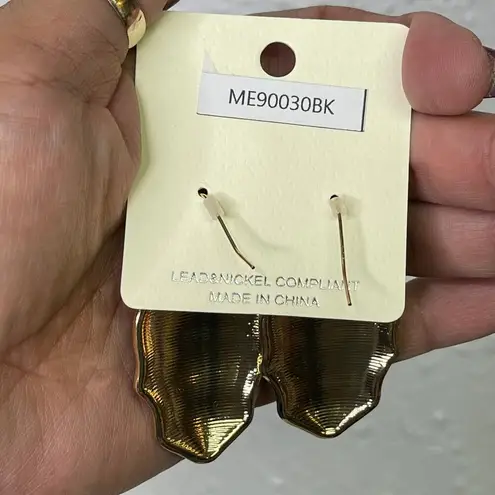 ME90030BK
LEAD&NICKEL COMPLIANT
MADE IN CHINA